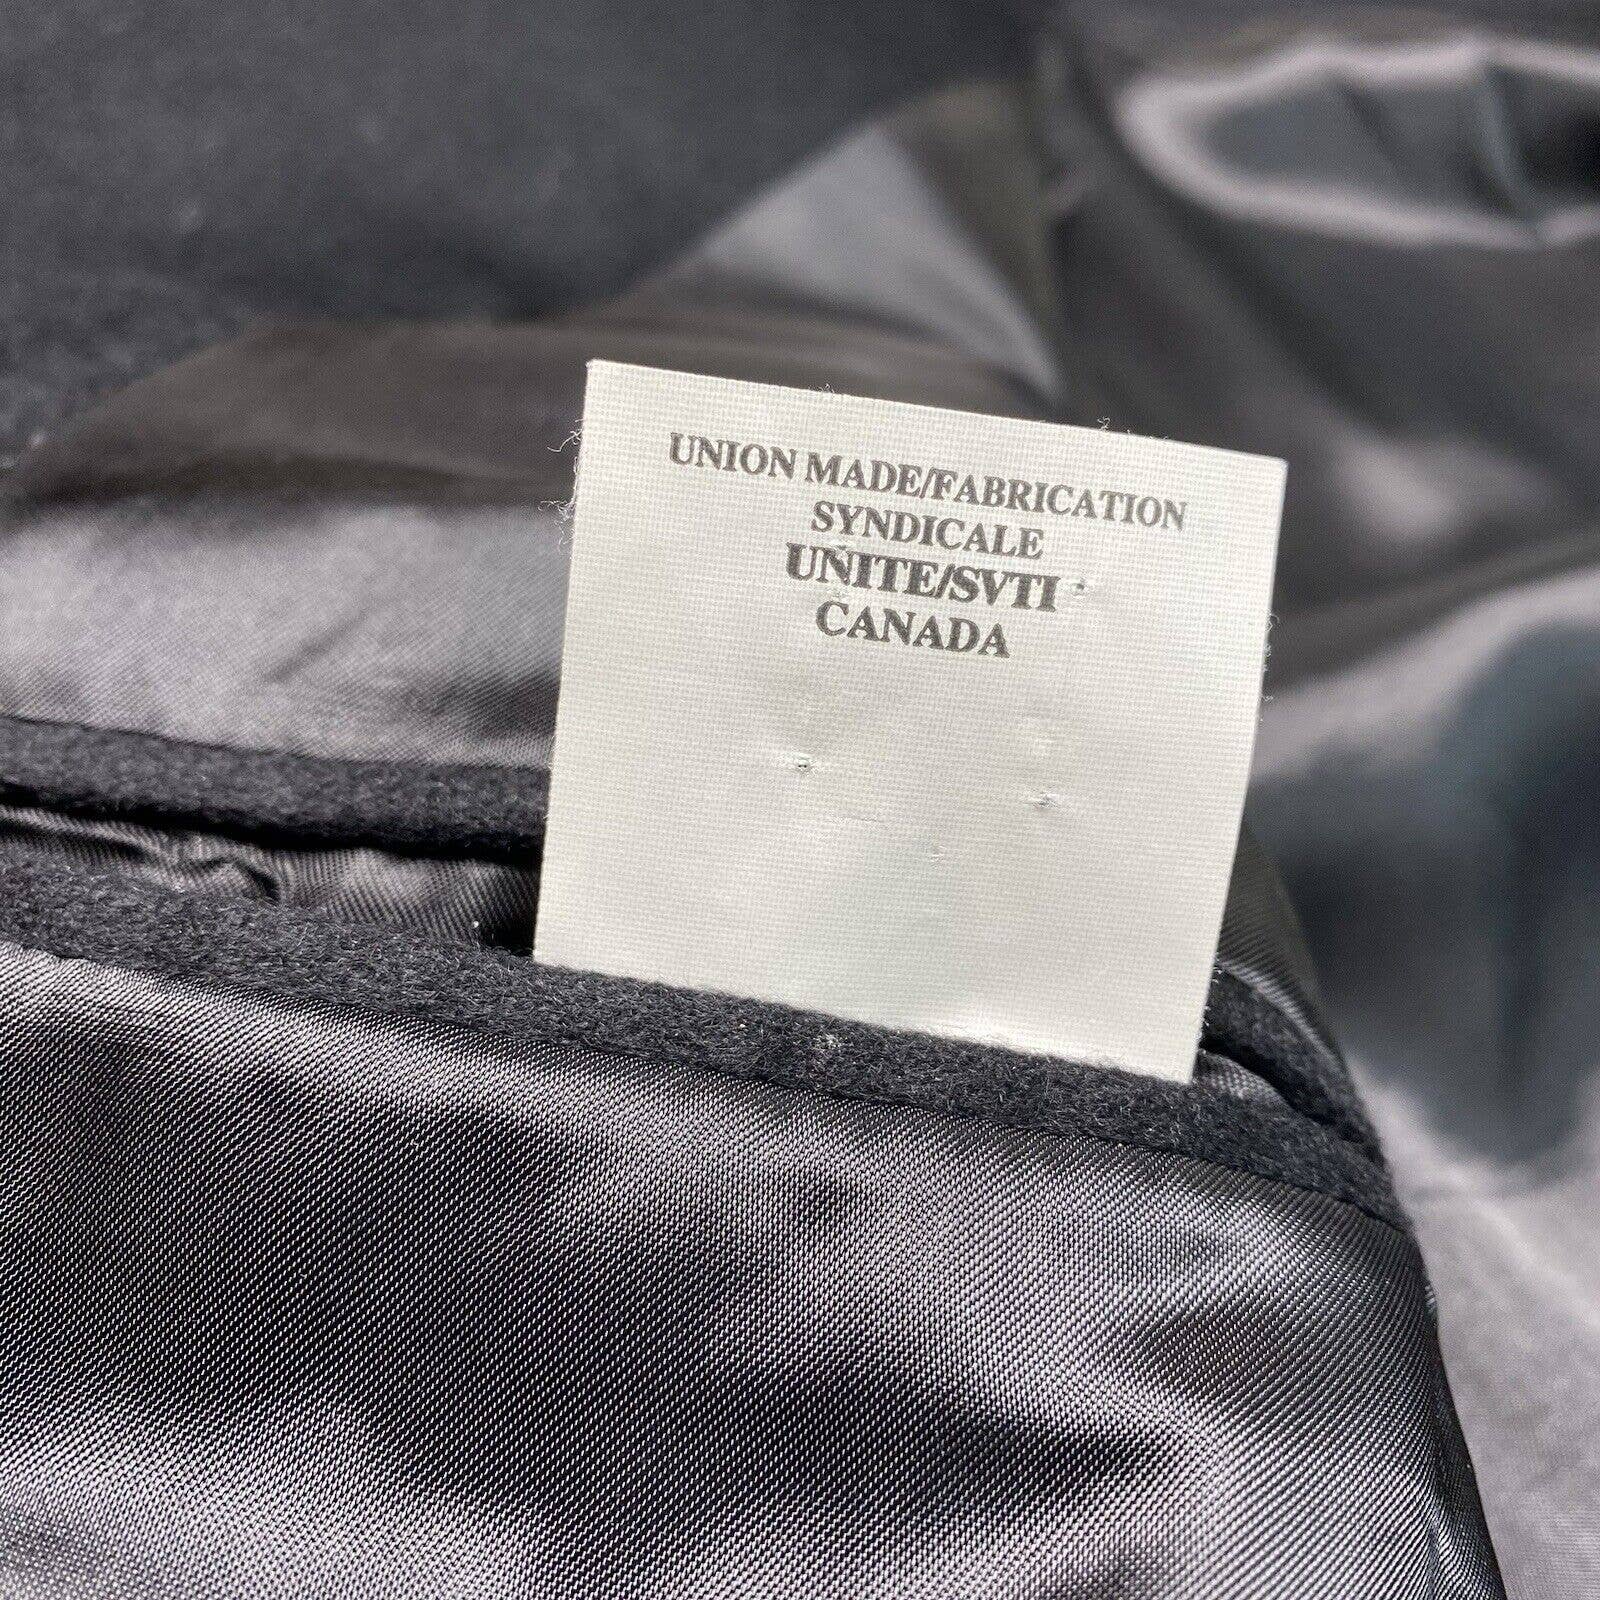 UNION MADE/FABRICATION
SYNDICALE
UNITE/SVTI
CANADA